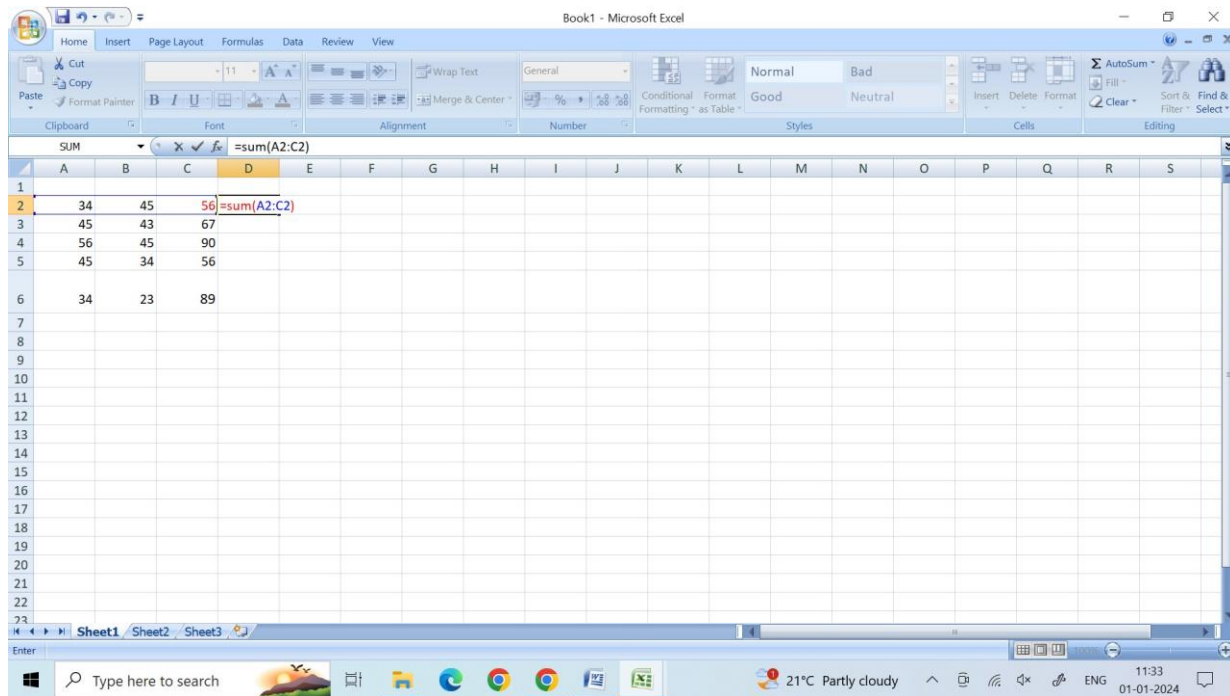 Book1 - Microsoft Excel
Home Insert Page Layout Formulas Data Review View
Cut
Copy
Format Painter
Paste
Clipboard
11
B I U
Font
Wrap Text
Merge & Center
Alignment
General
Number
Conditional Formatting
Format as Table
Normal Bad
Good Neutral
Styles
Insert Delete Format
Cells
Σ AutoSum
Fill
Clear
Sort & Filter
Find & Select
Editing
SUM fx =sum(A2:C2)
A B C D E F G H I J K L M N O P Q R S
1
2 34 45 56 =sum(A2:C2)
3 45 43 67
4 56 45 90
5 45 34 56
6 34 23 89
7
8
9
10
11
12
13
14
15
16
17
18
19
20
21
22
23
Sheet1 Sheet2 Sheet3
Enter
Type here to search 21°C Partly cloudy ENG 11:33
01-01-2024